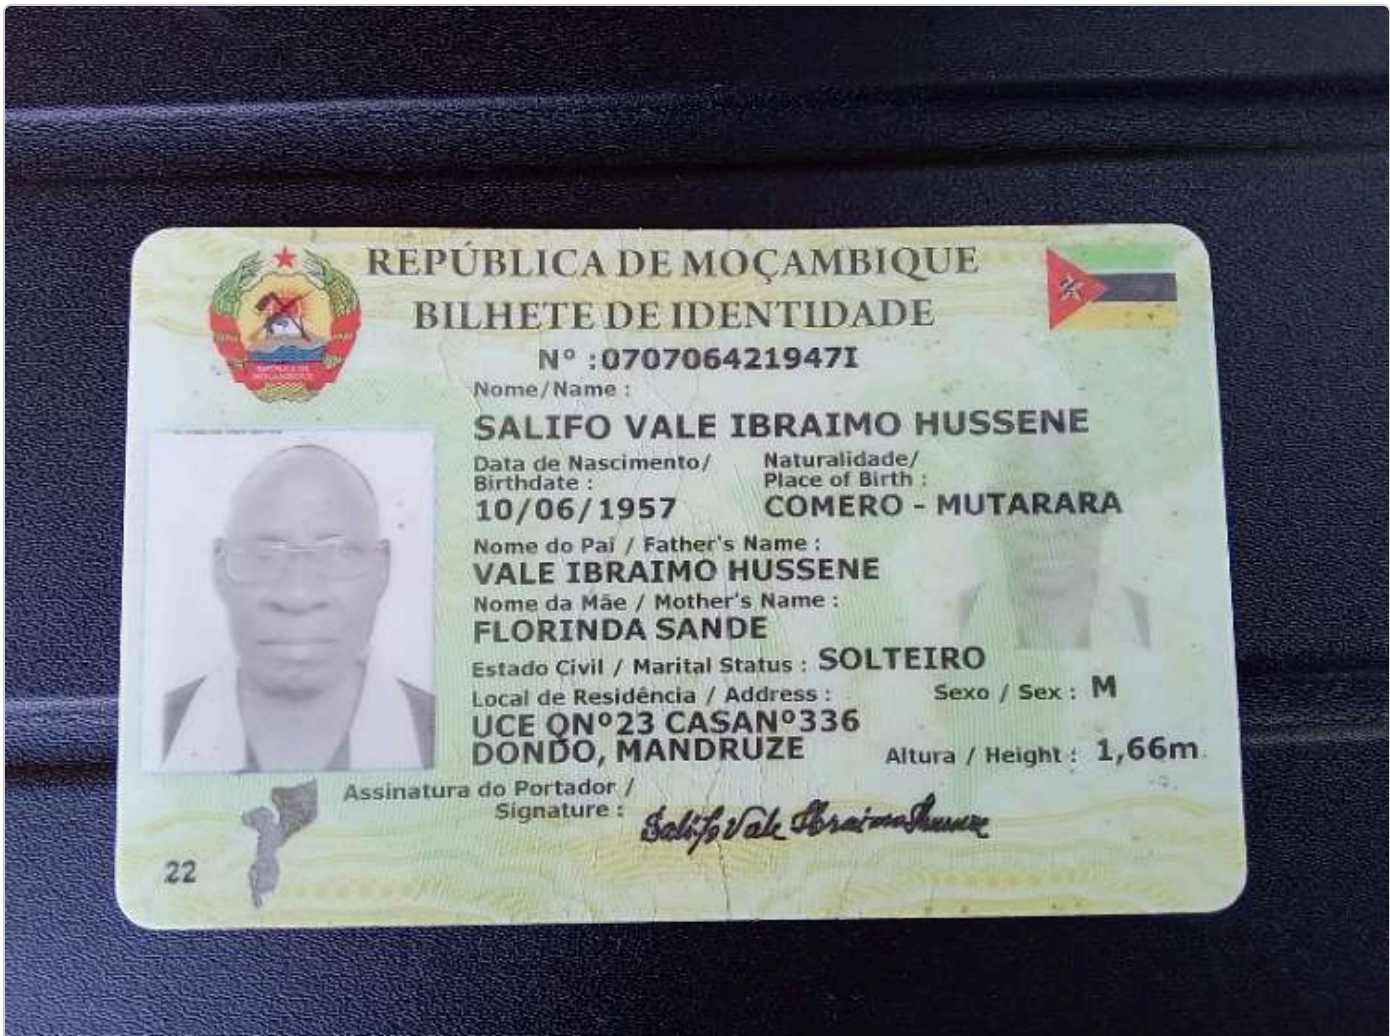 REPÚBLICA DE MOÇAMBIQUE
BILHETE DE IDENTIDADE
Nº :070706421947I
Nome/Name :
SALIFO VALE IBRAIMO HUSSENE
Data de Nascimento/ Naturalidade/
Birthdate : Place of Birth :
10/06/1957 COMERO - MUTARARA
Nome do Pai / Father's Name :
VALE IBRAIMO HUSSENE
Nome da Mãe / Mother's Name :
FLORINDA SANDE
Estado Civil / Marital Status : SOLTEIRO
Local de Residência / Address : Sexo / Sex : M
UCE QNº23 CASANº336
DONDO, MANDRUZE Altura / Height : 1,66m
Assinatura do Portador /
Signature : Salifo Vale Ibraimo
22